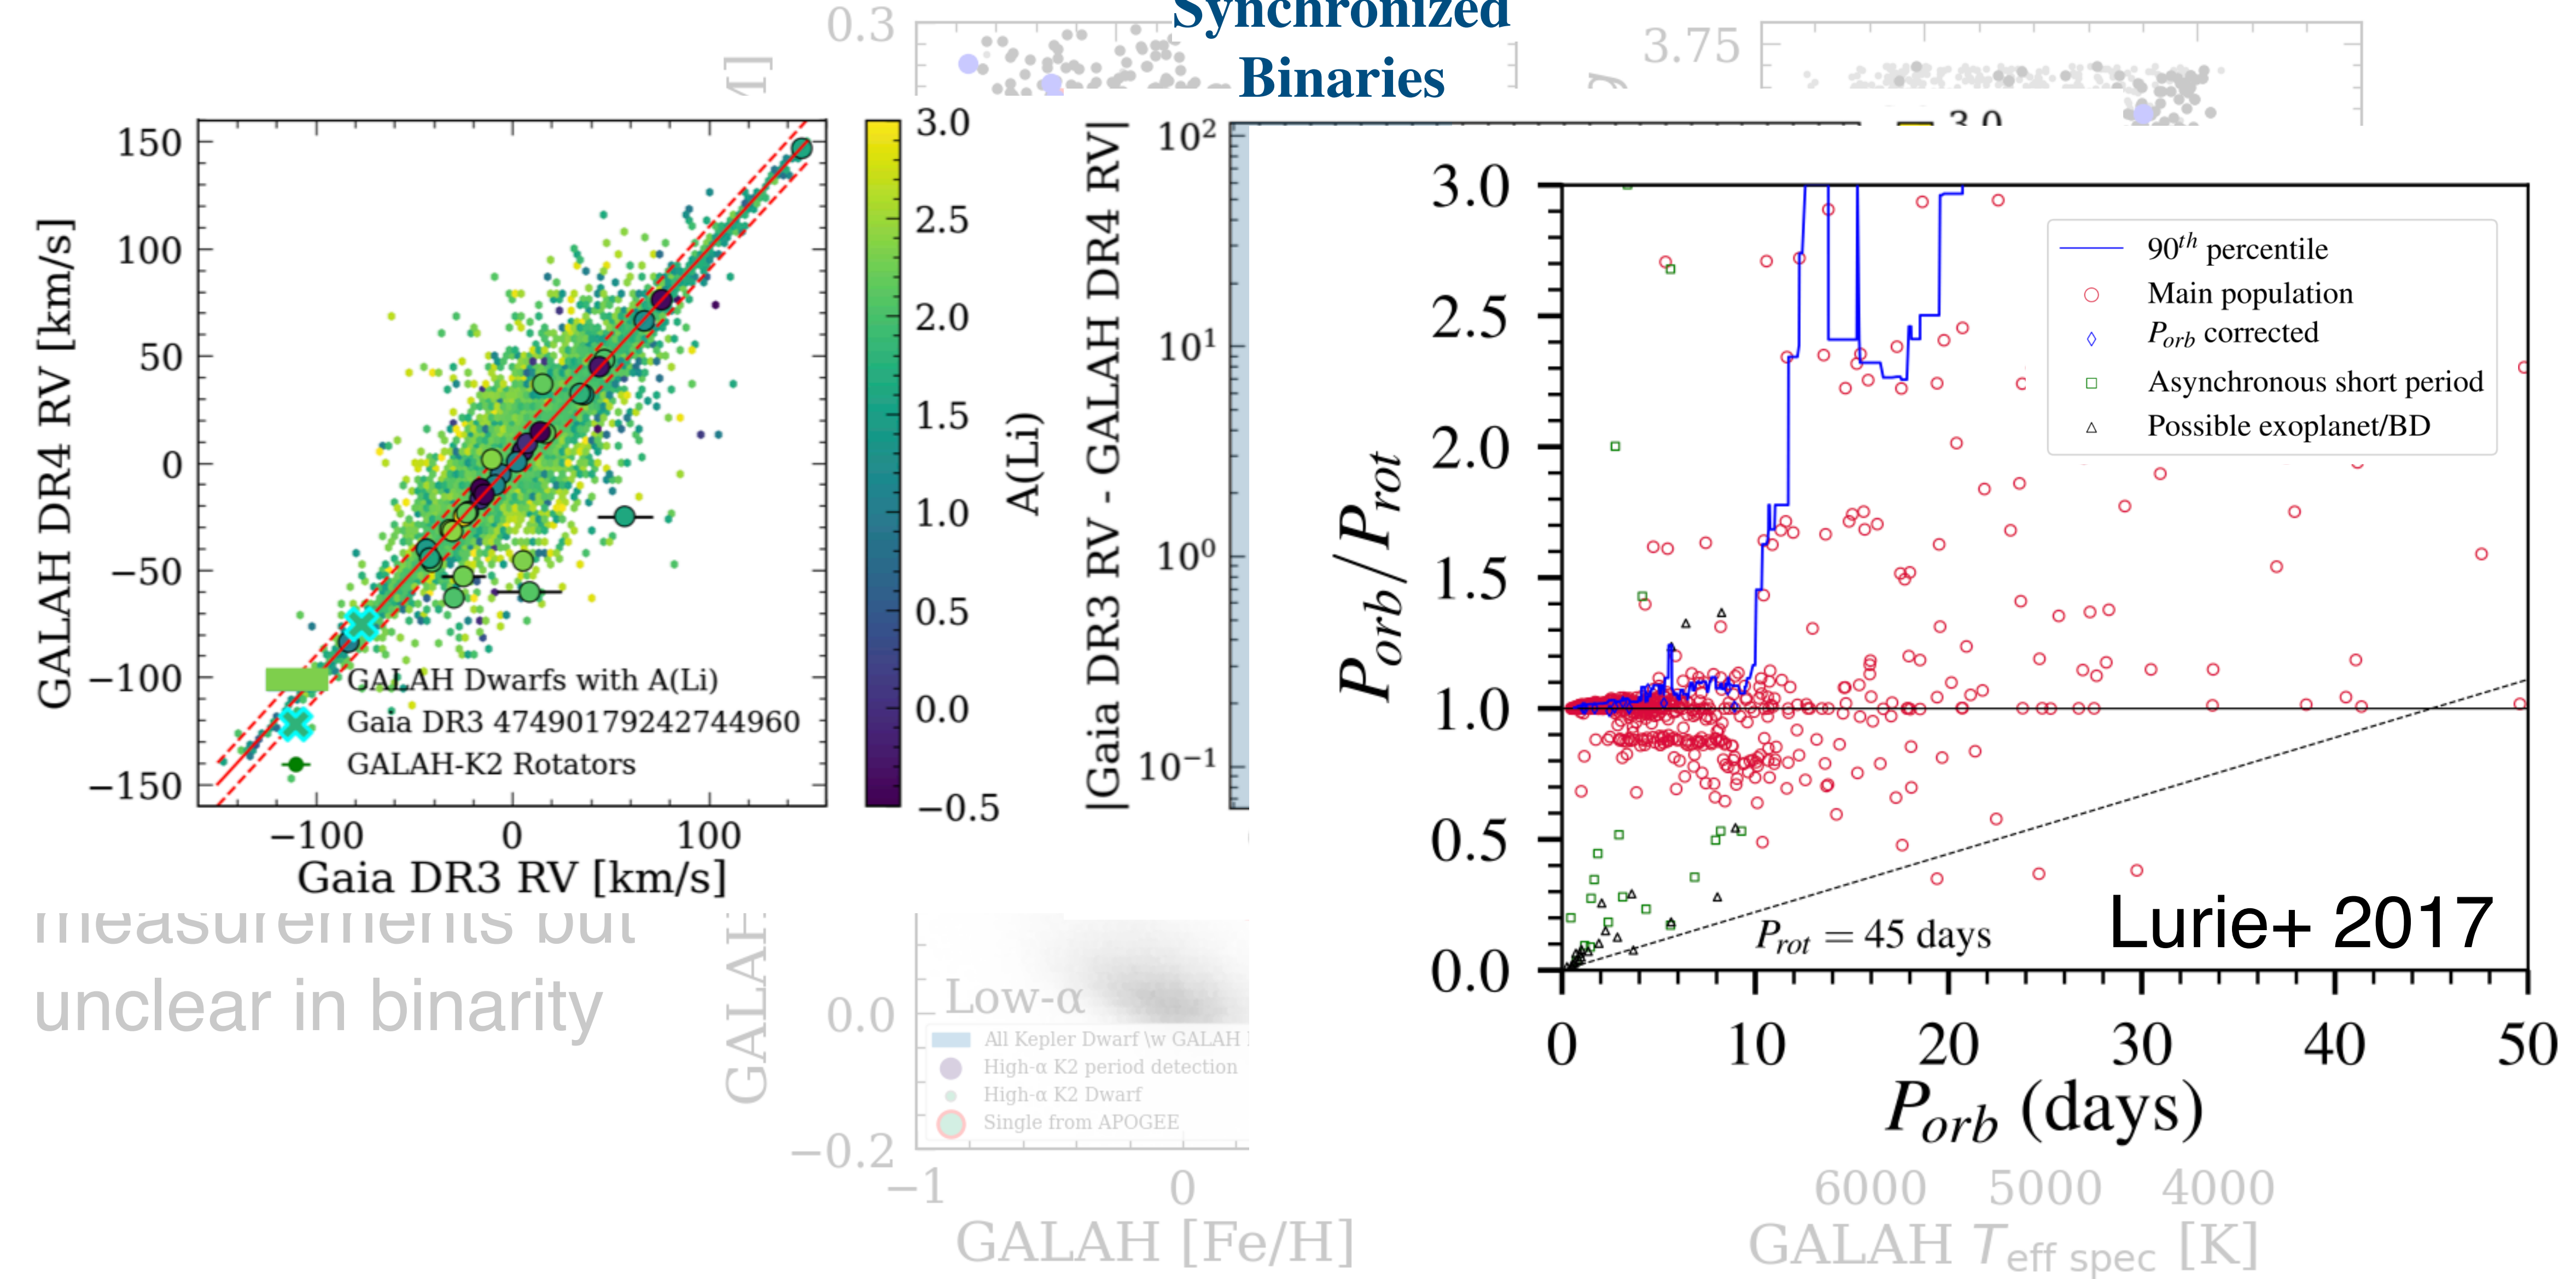 Synchronized
Binaries
0.3
M]
3.75
g
150
100
50
0
−50
−100
−150
GALAH DR4 RV [km/s]
GALAH Dwarfs with A(Li)
Gaia DR3 47490179242744960
GALAH-K2 Rotators
−100
0
100
Gaia DR3 RV [km/s]
3.0
2.5
2.0
1.5
1.0
0.5
0.0
−0.5
A(Li)
|Gaia DR3 RV - GALAH DR4 RV|
10²
10¹
10⁰
10⁻¹
3.0
3.0
2.5
2.0
1.5
1.0
0.5
0.0
P_orb/P_rot
90th percentile
Main population
P_orb corrected
Asynchronous short period
Possible exoplanet/BD
P_rot = 45 days
Lurie+ 2017
0
10
20
30
40
50
P_orb (days)
measurements but
unclear in binarity
GALAH
0.0
−0.2
Low-α
All Kepler Dwarf \w GALAH
High-α K2 period detection
High-α K2 Dwarf
Single from APOGEE
−1
0
GALAH [Fe/H]
6000
5000
4000
GALAH T_eff spec [K]